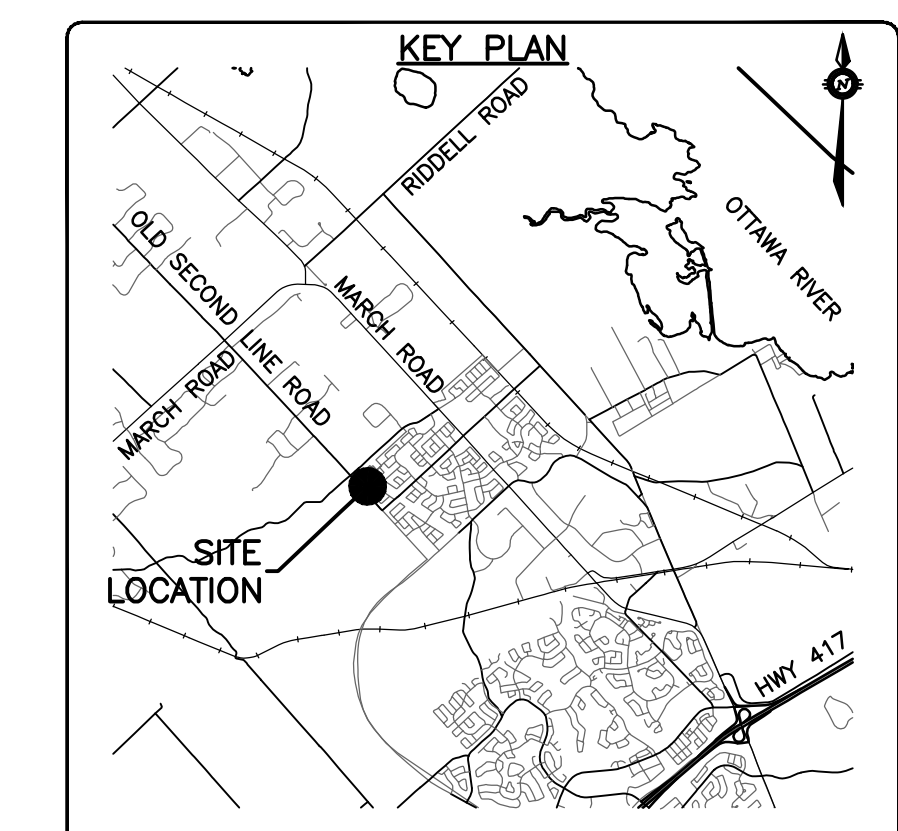 KEY PLAN
N
RIDDELL ROAD
OTTAWA RIVER
OLD SECOND LINE ROAD
MARCH ROAD
MARCH ROAD
SITE
LOCATION
HWY 417